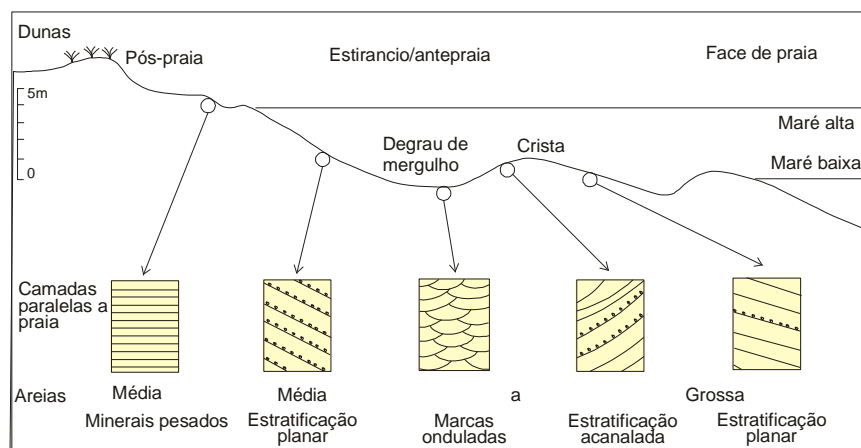 Dunas
Pós-praia
Estirancio/antepraia
Face de praia
5m
Maré alta
Degrau de
mergulho
Crista
Maré baixa
0
Camadas
paralelas a
praia
Areias
Média
Média
a
Grossa
Minerais pesados
Estratificação
planar
Marcas
onduladas
Estratificação
acanalada
Estratificação
planar